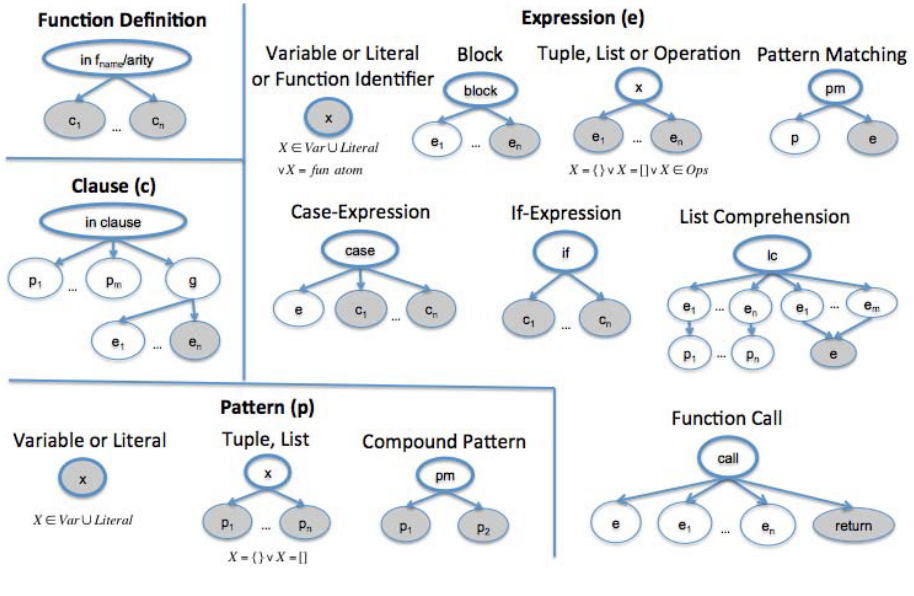 Function Definition
in fname/arity
c1 ... cn
Clause (c)
in clause
p1 ... pm g
e1 ... en
Expression (e)
Variable or Literal
or Function Identifier
x
X ∈ Var ∪ Literal
∨ X = fun atom
Block
block
e1 ... en
Tuple, List or Operation
x
e1 ... en
X = { } ∨ X = [] ∨ X ∈ Ops
Pattern Matching
pm
p e
Case-Expression
case
e c1 ... cn
If-Expression
if
c1 ... cn
List Comprehension
lc
e1 ... en e1 ... em
p1 ... pn e
Pattern (p)
Variable or Literal
x
X ∈ Var ∪ Literal
Tuple, List
x
p1 ... pn
X = { } ∨ X = []
Compound Pattern
pm
p1 p2
Function Call
call
e e1 ... en return